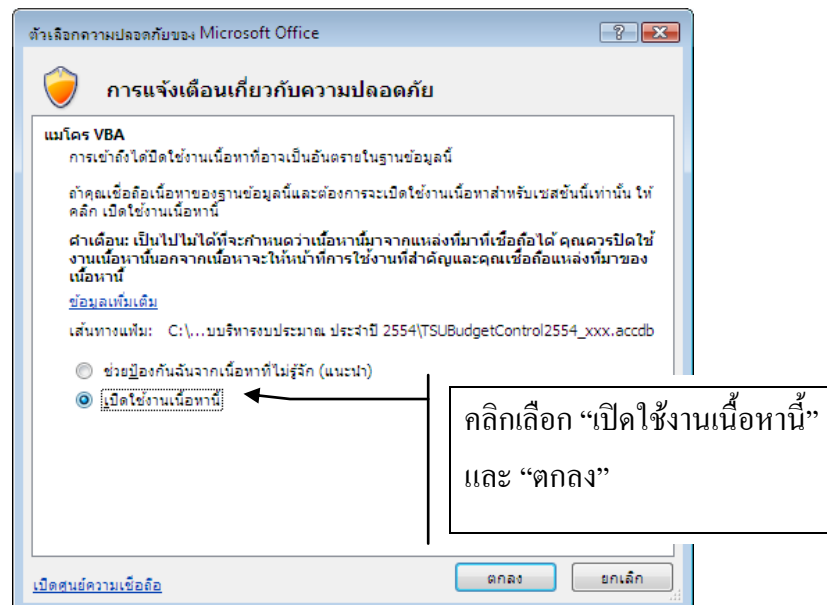 ตัวเลือกความปลอดภัยของ Microsoft Office
การแจ้งเตือนเกี่ยวกับความปลอดภัย
แมโคร VBA
การเข้าถึงได้ปิดใช้งานเนื้อหาที่อาจเป็นอันตรายในฐานข้อมูลนี้
ถ้าคุณเชื่อถือเนื้อหาของฐานข้อมูลนี้และต้องการจะเปิดใช้งานเนื้อหาสำหรับเซสชันนี้เท่านั้น ให้
คลิก เปิดใช้งานเนื้อหานี้
คำเตือน: เป็นไปไม่ได้ที่จะกำหนดว่าเนื้อหานี้มาจากแหล่งที่มาที่เชื่อถือได้ คุณควรปิดใช้
งานเนื้อหานี้นอกจากเนื้อหาจะให้หน้าที่การใช้งานที่สำคัญและคุณเชื่อถือแหล่งที่มาของ
เนื้อหานี้
ข้อมูลเพิ่มเติม
เส้นทางแฟ้ม: C:\...บบริหารงบประมาณ ประจำปี 2554\TSUBudgetControl2554_xxx.accdb
ช่วยป้องกันฉันจากเนื้อหาที่ไม่รู้จัก (แนะนำ)
เปิดใช้งานเนื้อหานี้
คลิกเลือก “เปิดใช้งานเนื้อหานี้”
และ “ตกลง”
เปิดศูนย์ความเชื่อถือ
ตกลง
ยกเลิก